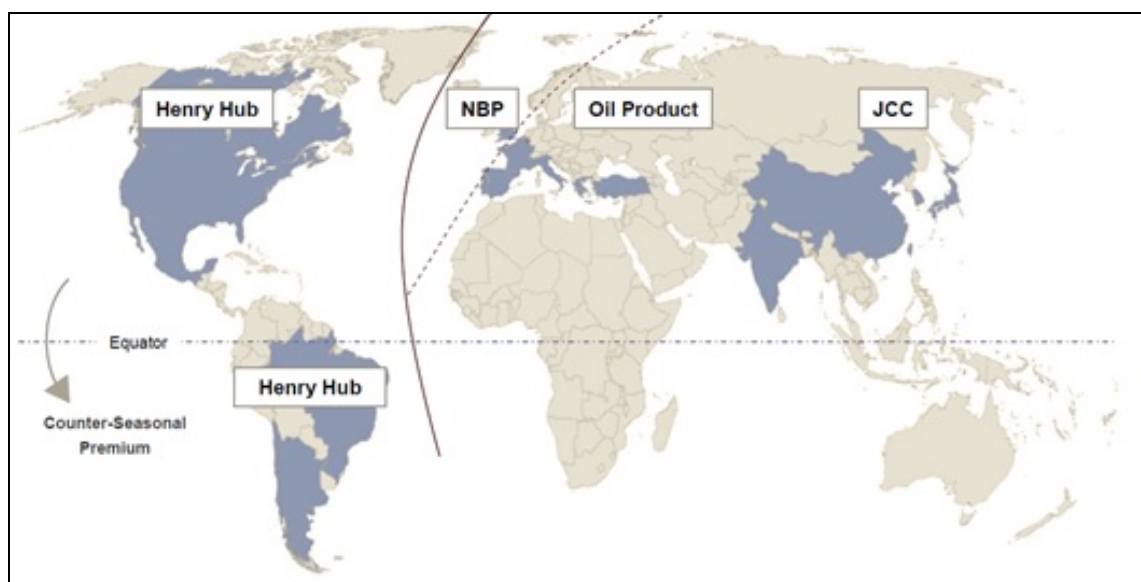 Henry Hub
NBP
Oil Product
JCC
Equator
Henry Hub
Counter-Seasonal
Premium